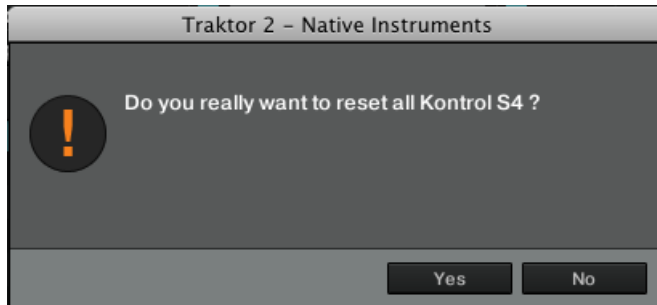 Traktor 2 – Native Instruments
Do you really want to reset all Kontrol S4 ?
Yes
No